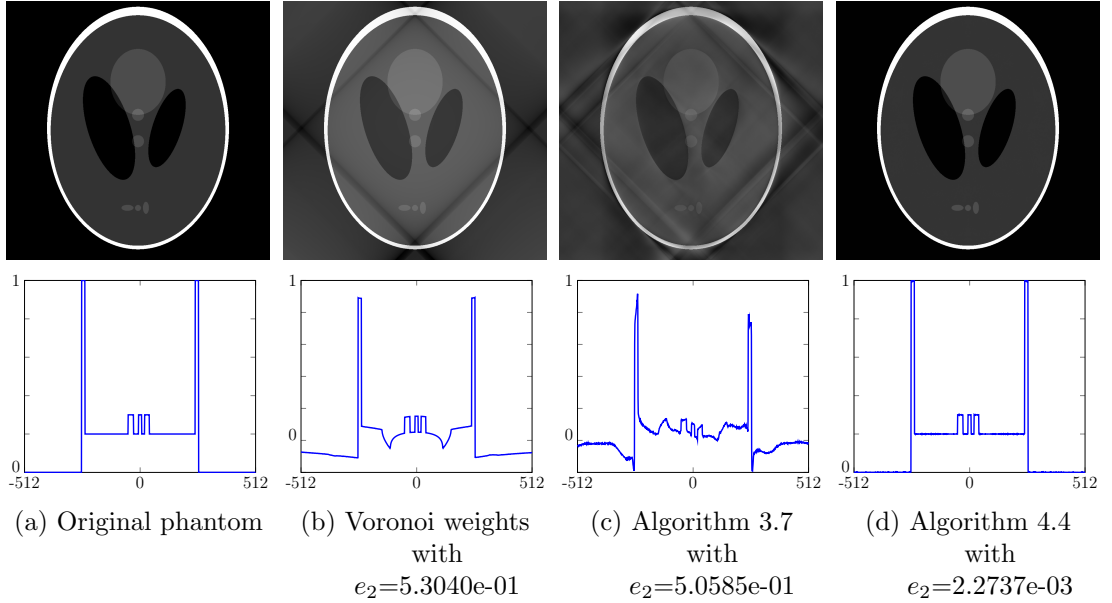 1
0
-512 0 512
1
0
-512 0 512
1
0
-512 0 512
1
0
-512 0 512
(a) Original phantom
(b) Voronoi weights
with
e₂=5.3040e-01
(c) Algorithm 3.7
with
e₂=5.0585e-01
(d) Algorithm 4.4
with
e₂=2.2737e-03